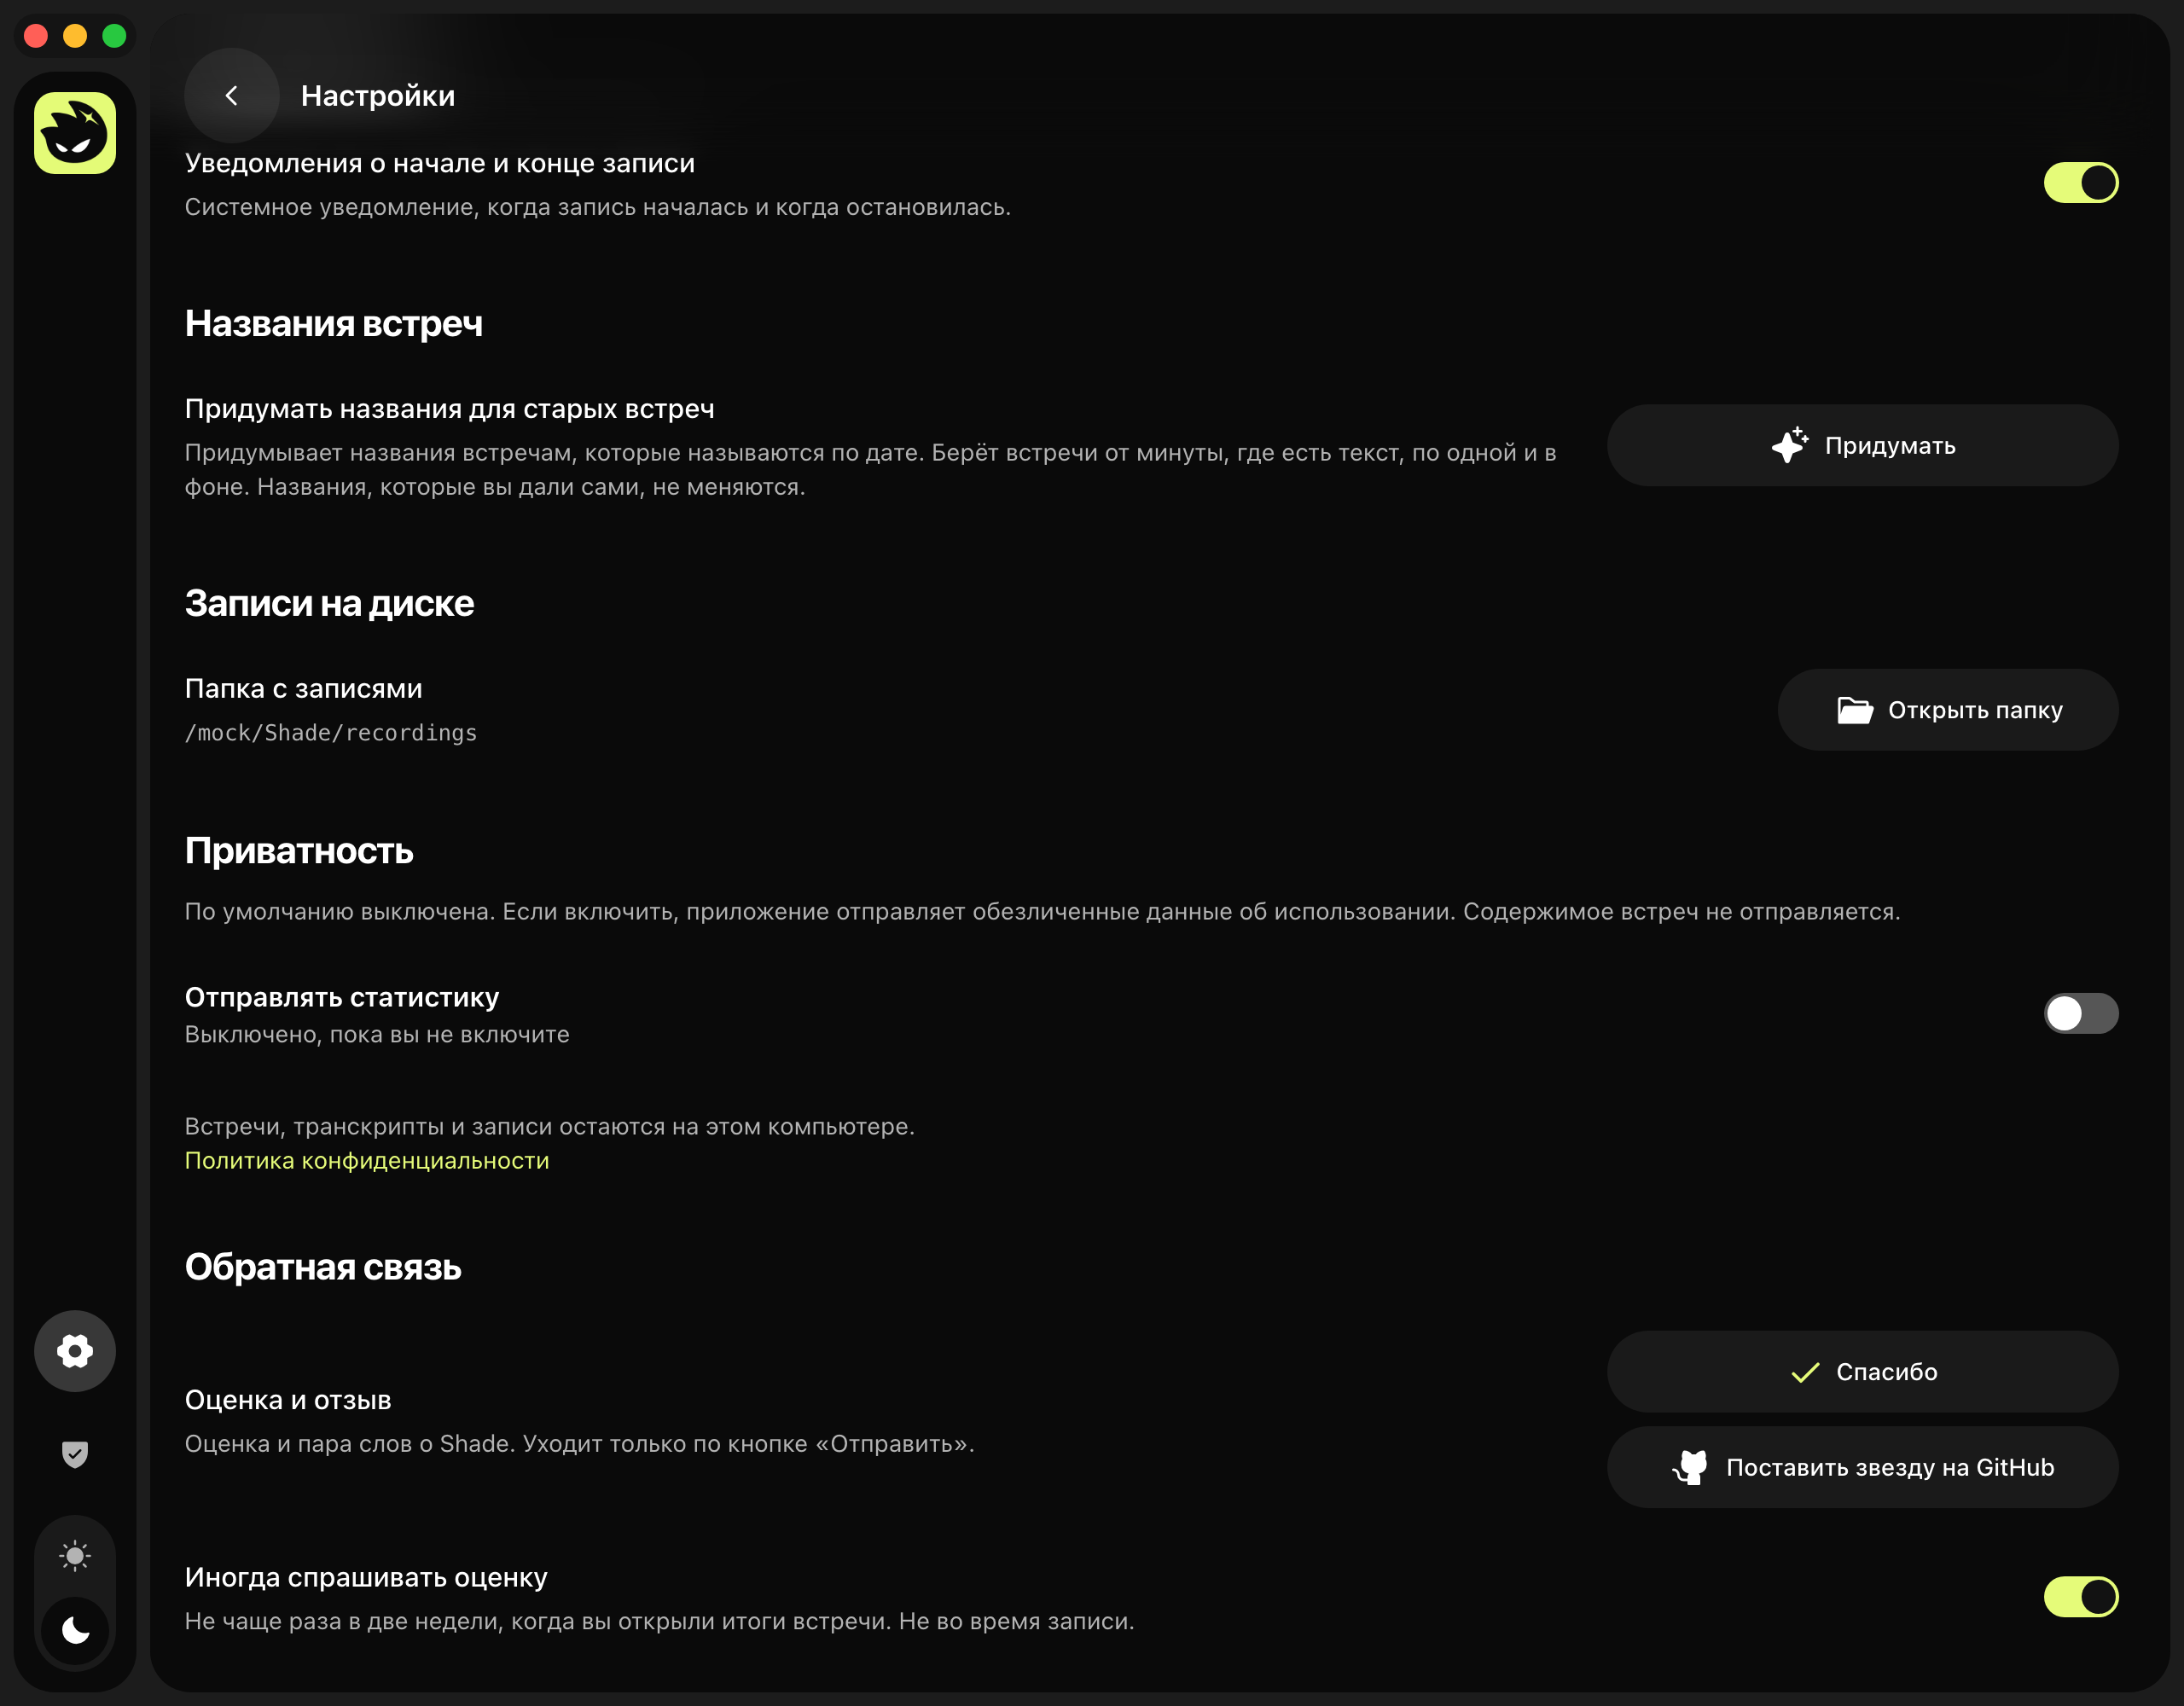 Настройки
Уведомления о начале и конце записи
Системное уведомление, когда запись началась и когда остановилась.
Названия встреч
Придумать названия для старых встреч
Придумывает названия встречам, которые называются по дате. Берёт встречи от минуты, где есть текст, по одной и в
фоне. Названия, которые вы дали сами, не меняются.
Придумать
Записи на диске
Папка с записями
/mock/Shade/recordings
Открыть папку
Приватность
По умолчанию выключена. Если включить, приложение отправляет обезличенные данные об использовании. Содержимое встреч не отправляется.
Отправлять статистику
Выключено, пока вы не включите
Встречи, транскрипты и записи остаются на этом компьютере.
Политика конфиденциальности
Обратная связь
Оценка и отзыв
Оценка и пара слов о Shade. Уходит только по кнопке «Отправить».
Спасибо
Поставить звезду на GitHub
Иногда спрашивать оценку
Не чаще раза в две недели, когда вы открыли итоги встречи. Не во время записи.